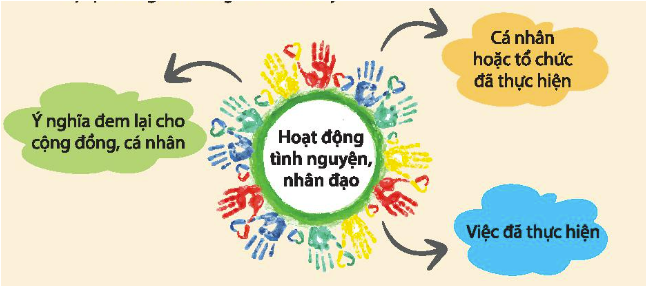 Cá nhân
hoặc tổ chức
đã thực hiện
Ý nghĩa đem lại cho
cộng đồng, cá nhân
Hoạt động
tình nguyện,
nhân đạo
Việc đã thực hiện